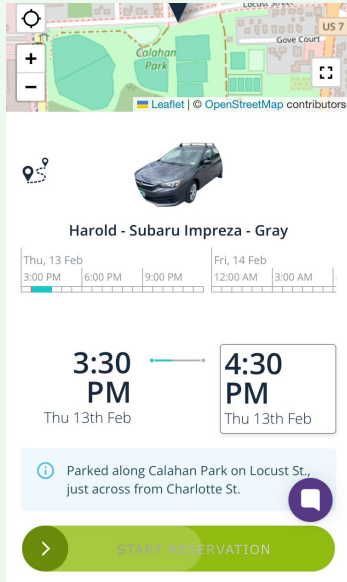 Locust Street
US 7
Gove Court
Calahan
Park
+
−
Leaflet | © OpenStreetMap contributors
Harold - Subaru Impreza - Gray
Thu, 13 Feb
Fri, 14 Feb
3:00 PM 6:00 PM 9:00 PM 12:00 AM 3:00 AM
3:30
PM
Thu 13th Feb
4:30
PM
Thu 13th Feb
Parked along Calahan Park on Locust St.,
just across from Charlotte St.
START RESERVATION